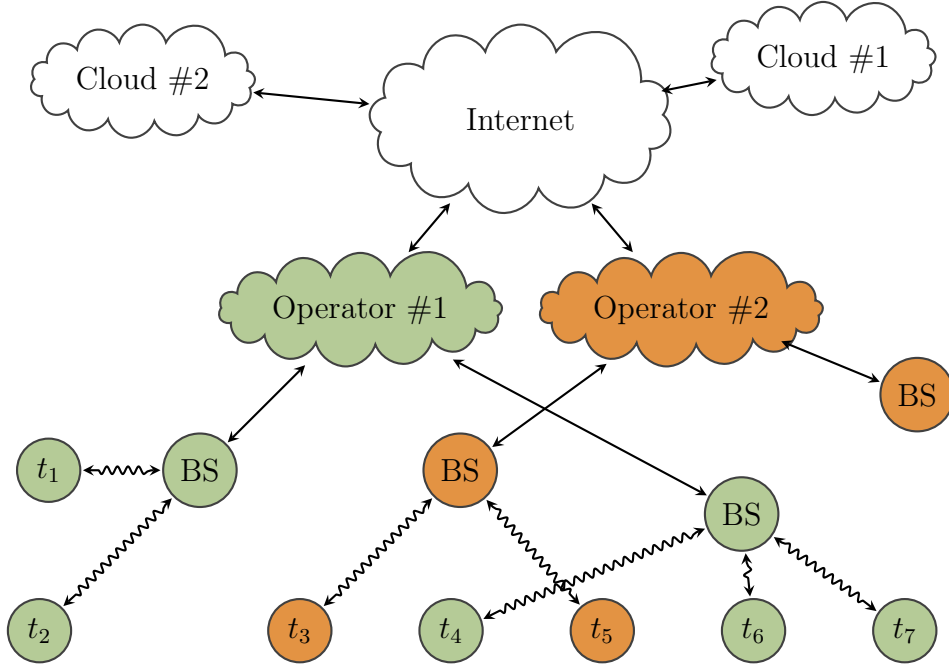 Cloud #2
Cloud #1
Internet
Operator #1
Operator #2
BS
t₁
BS
BS
BS
t₂
t₃
t₄
t₅
t₆
t₇